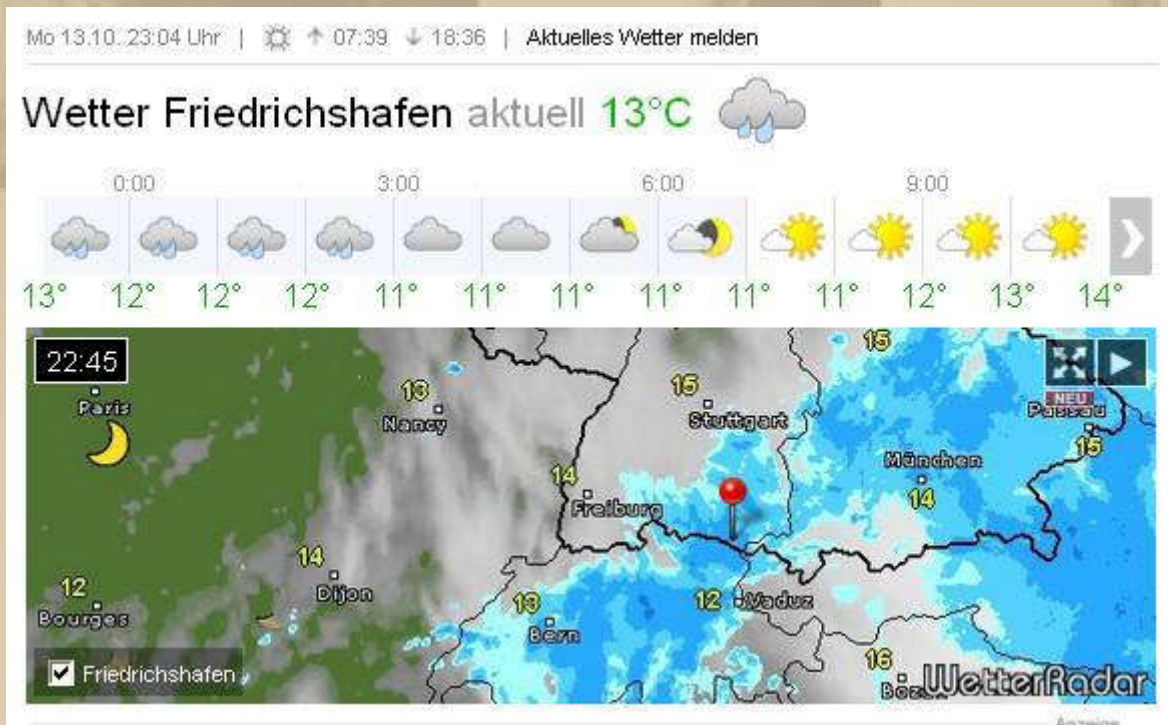 Mo 13.10. 23:04 Uhr | ↑ 07:39 ↓ 18:36 | Aktuelles Wetter melden
Wetter Friedrichshafen aktuell 13°C
0:00 3:00 6:00 9:00
13° 12° 12° 12° 11° 11° 11° 11° 11° 11° 12° 13° 14°
22:45
15
Paris
13
Nancy
15
Stuttgart
NEU
Passau
15
München
14
14
Freiburg
14
Dijon
12
Bourges
13
Bern
12
Vaduz
16
WetterRadar
Friedrichshafen
Anzeige